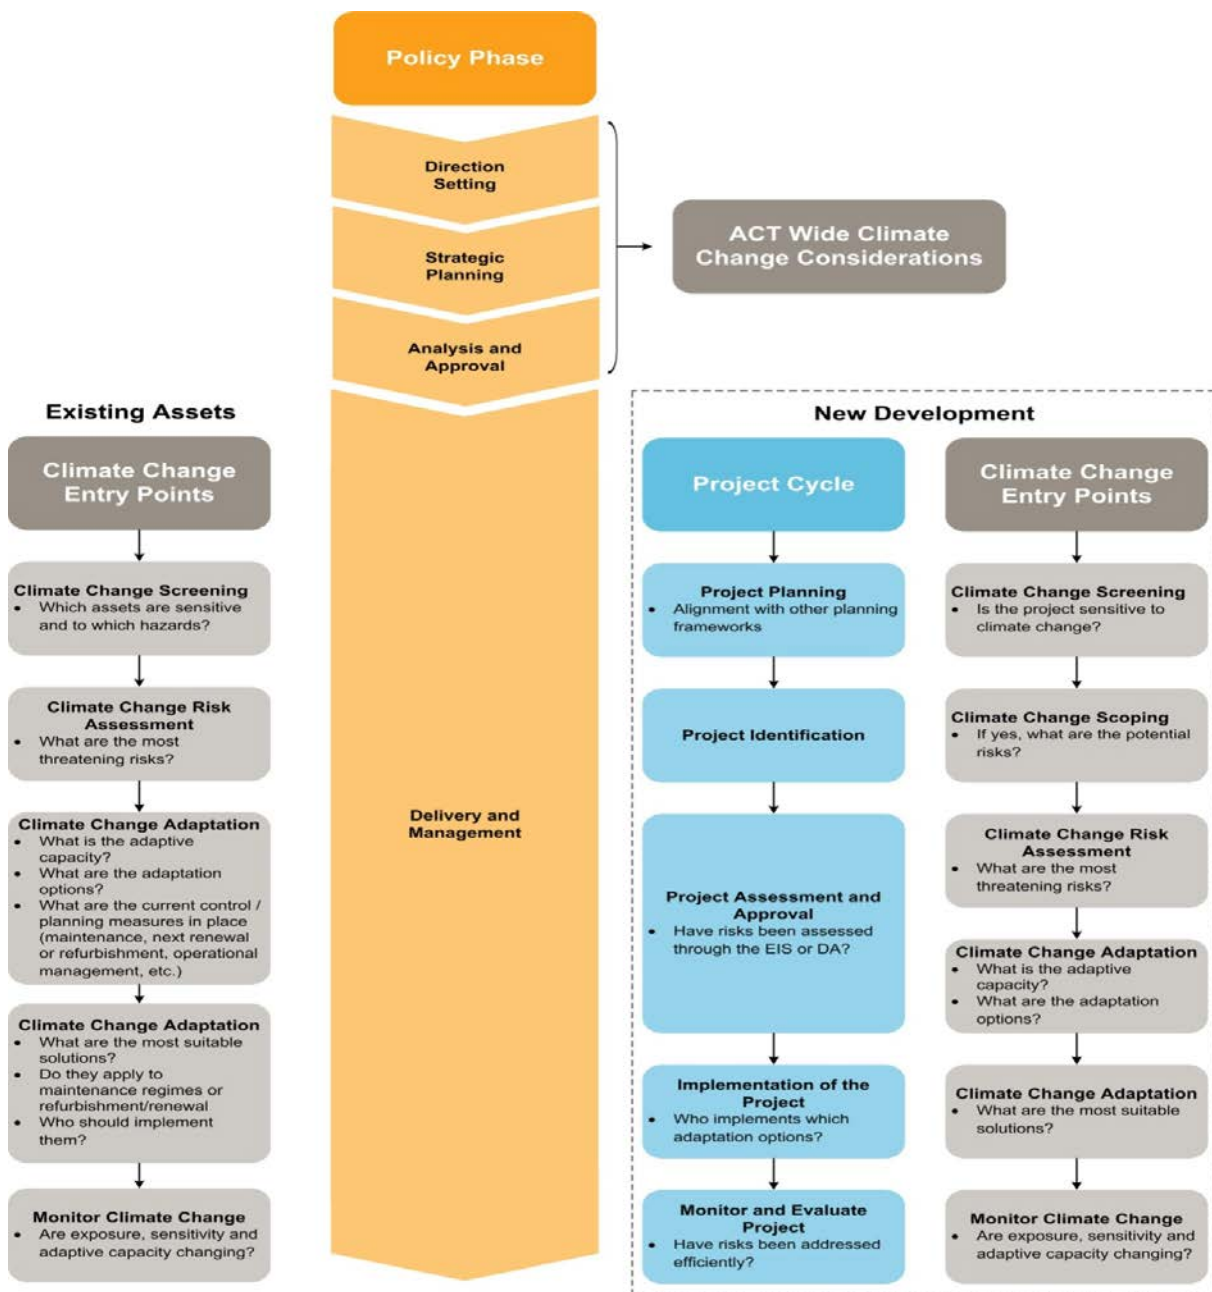 Policy Phase
Direction
Setting
Strategic
Planning
Analysis and
Approval
ACT Wide Climate
Change Considerations
Existing Assets
Climate Change
Entry Points
Climate Change Screening
• Which assets are sensitive
and to which hazards?
Climate Change Risk
Assessment
• What are the most
threatening risks?
Climate Change Adaptation
• What is the adaptive
capacity?
• What are the adaptation
options?
• What are the current control /
planning measures in place
(maintenance, next renewal
or refurbishment, operational
management, etc.)
Climate Change Adaptation
• What are the most suitable
solutions?
• Do they apply to
maintenance regimes or
refurbishment/renewal
• Who should implement
them?
Monitor Climate Change
• Are exposure, sensitivity and
adaptive capacity changing?
Delivery and
Management
New Development
Project Cycle
Project Planning
• Alignment with other planning
frameworks
Project Identification
Project Assessment and
Approval
• Have risks been assessed
through the EIS or DA?
Implementation of the
Project
• Who implements which
adaptation options?
Monitor and Evaluate
Project
• Have risks been addressed
efficiently?
Climate Change
Entry Points
Climate Change Screening
• Is the project sensitive to
climate change?
Climate Change Scoping
• If yes, what are the potential
risks?
Climate Change Risk
Assessment
• What are the most
threatening risks?
Climate Change Adaptation
• What is the adaptive
capacity?
• What are the adaptation
options?
Climate Change Adaptation
• What are the most suitable
solutions?
Monitor Climate Change
• Are exposure, sensitivity and
adaptive capacity changing?